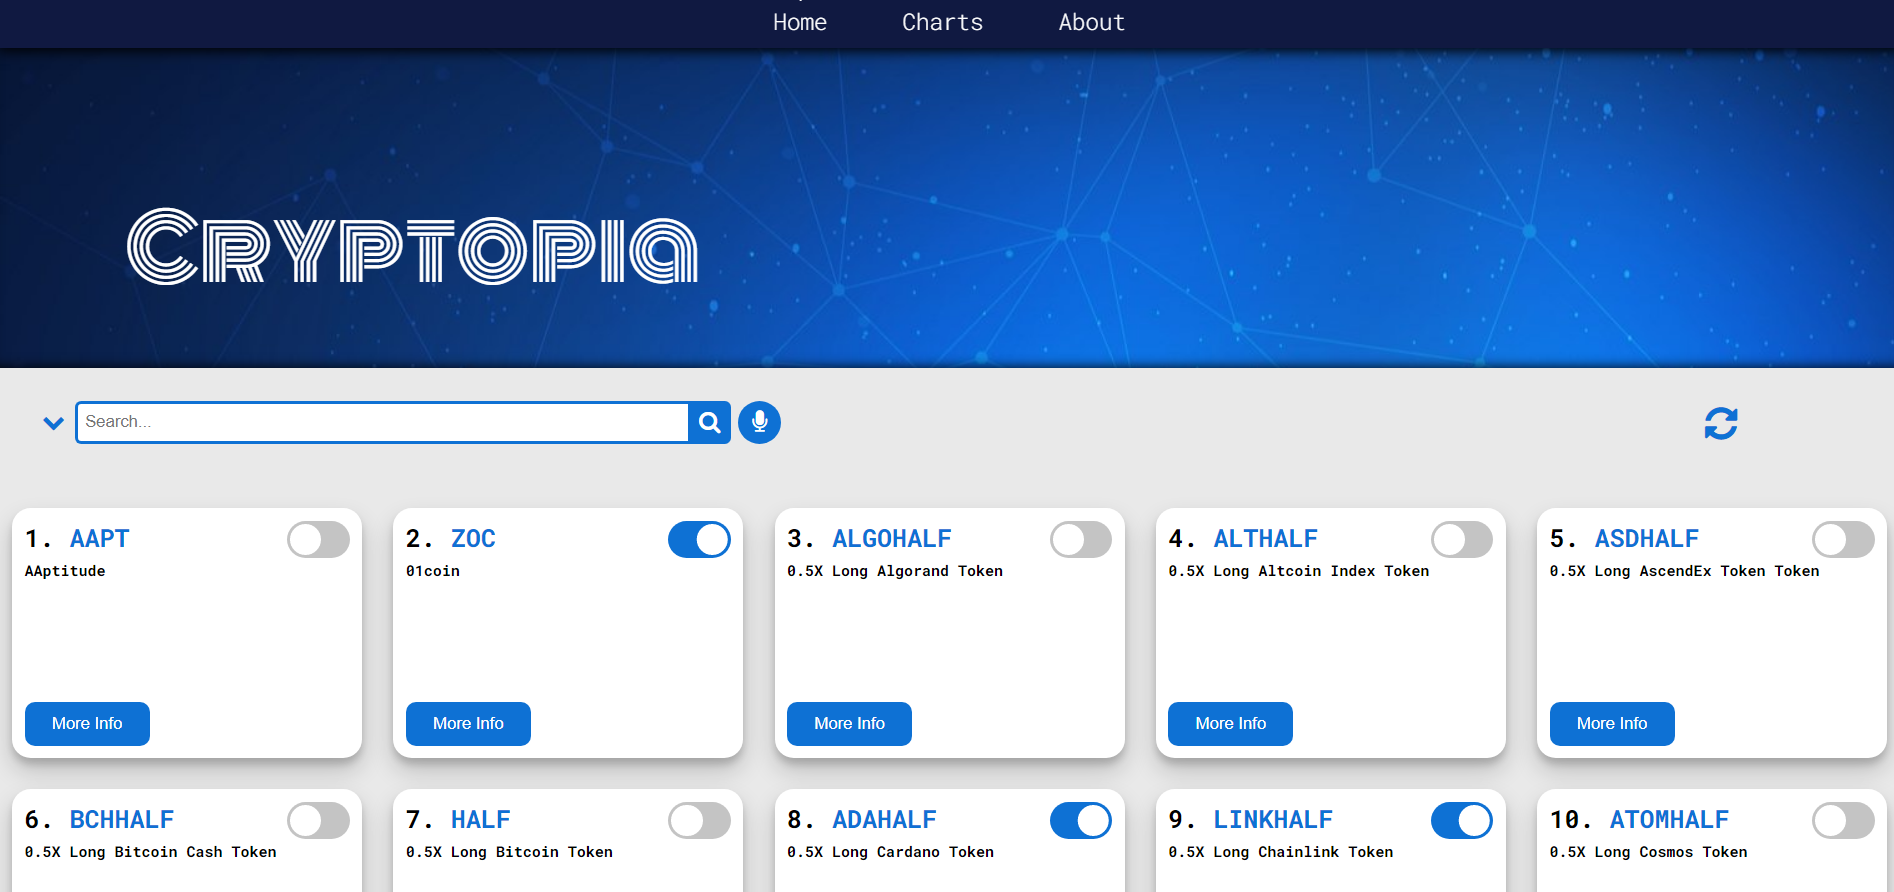 Home Charts About
Cryptopia
Search...
1. AAPT
AAptitude
More Info
2. ZOC
01coin
More Info
3. ALGOHALF
0.5X Long Algorand Token
More Info
4. ALTHALF
0.5X Long Altcoin Index Token
More Info
5. ASDHALF
0.5X Long AscendEx Token Token
More Info
6. BCHHALF
0.5X Long Bitcoin Cash Token
7. HALF
0.5X Long Bitcoin Token
8. ADAHALF
0.5X Long Cardano Token
9. LINKHALF
0.5X Long Chainlink Token
10. ATOMHALF
0.5X Long Cosmos Token